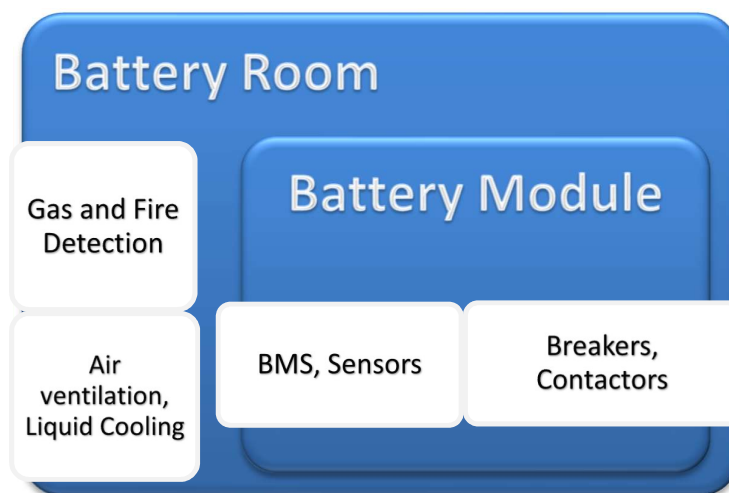 Battery Room
Battery Module
Gas and Fire
Detection
Air
ventilation,
Liquid Cooling
BMS, Sensors
Breakers,
Contactors